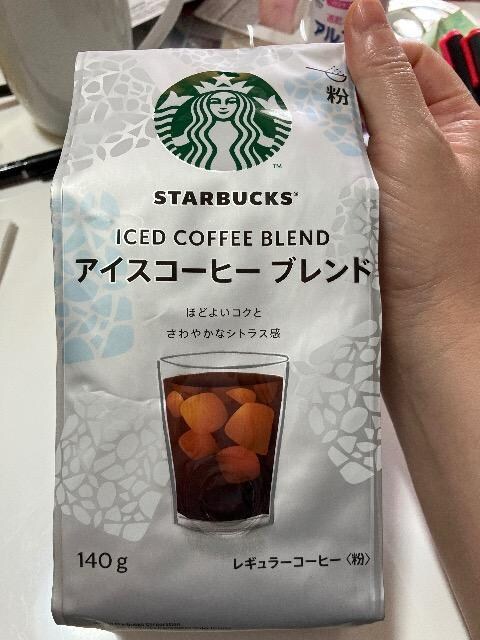 粉
TM
STARBUCKS®
ICED COFFEE BLEND
アイスコーヒー ブレンド
ほどよいコクと
さわやかなシトラス感
140g
レギュラーコーヒー〈粉〉